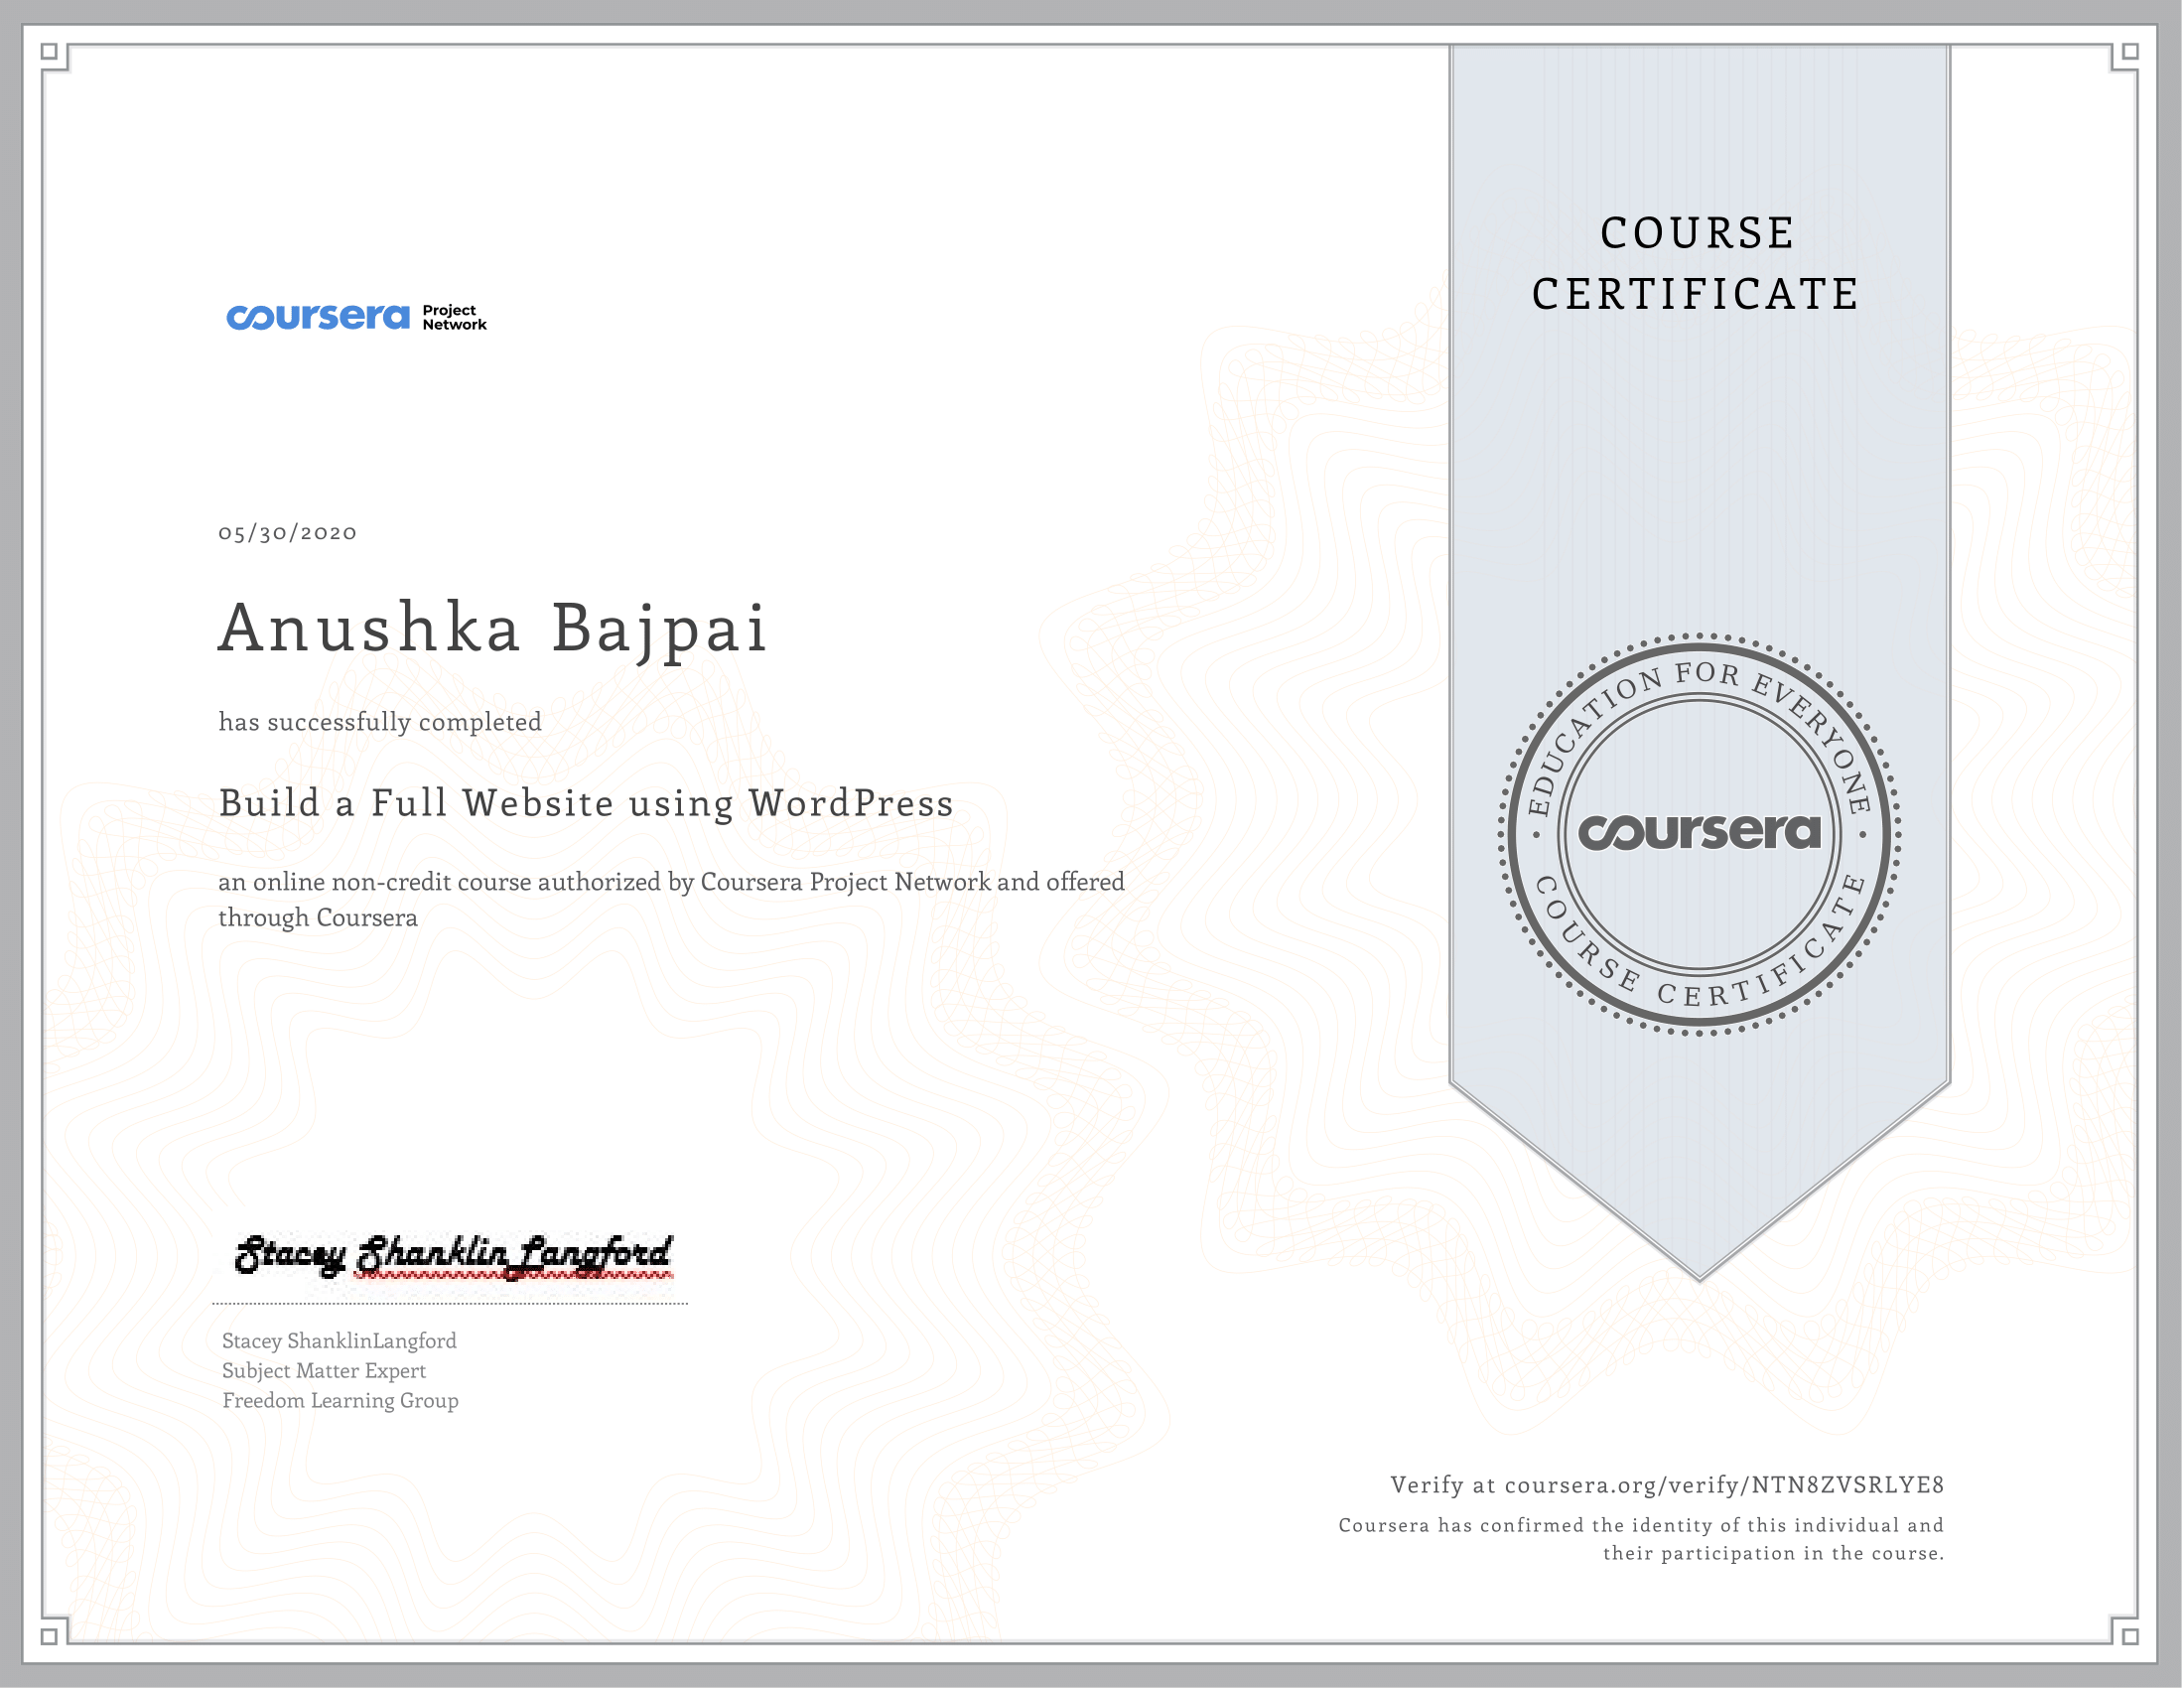 COURSE
CERTIFICATE
coursera Project
Network
05/30/2020
Anushka Bajpai
has successfully completed
Build a Full Website using WordPress
an online non-credit course authorized by Coursera Project Network and offered
through Coursera
EDUCATION FOR EVERYONE
coursera
COURSE CERTIFICATE
Stacey ShanklinLangford
Stacey ShanklinLangford
Subject Matter Expert
Freedom Learning Group
Verify at coursera.org/verify/NTN8ZVSRLYE8
Coursera has confirmed the identity of this individual and
their participation in the course.